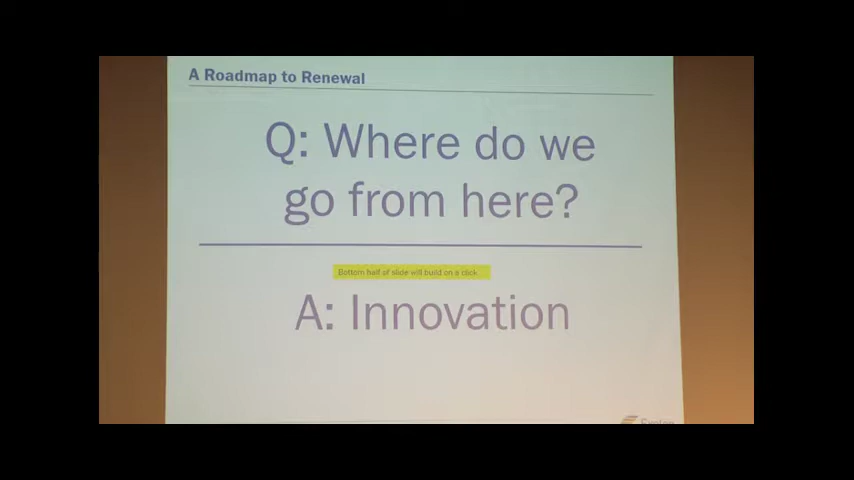 A Roadmap to Renewal
Q: Where do we
go from here?
Bottom half of slide will build on a click
A: Innovation